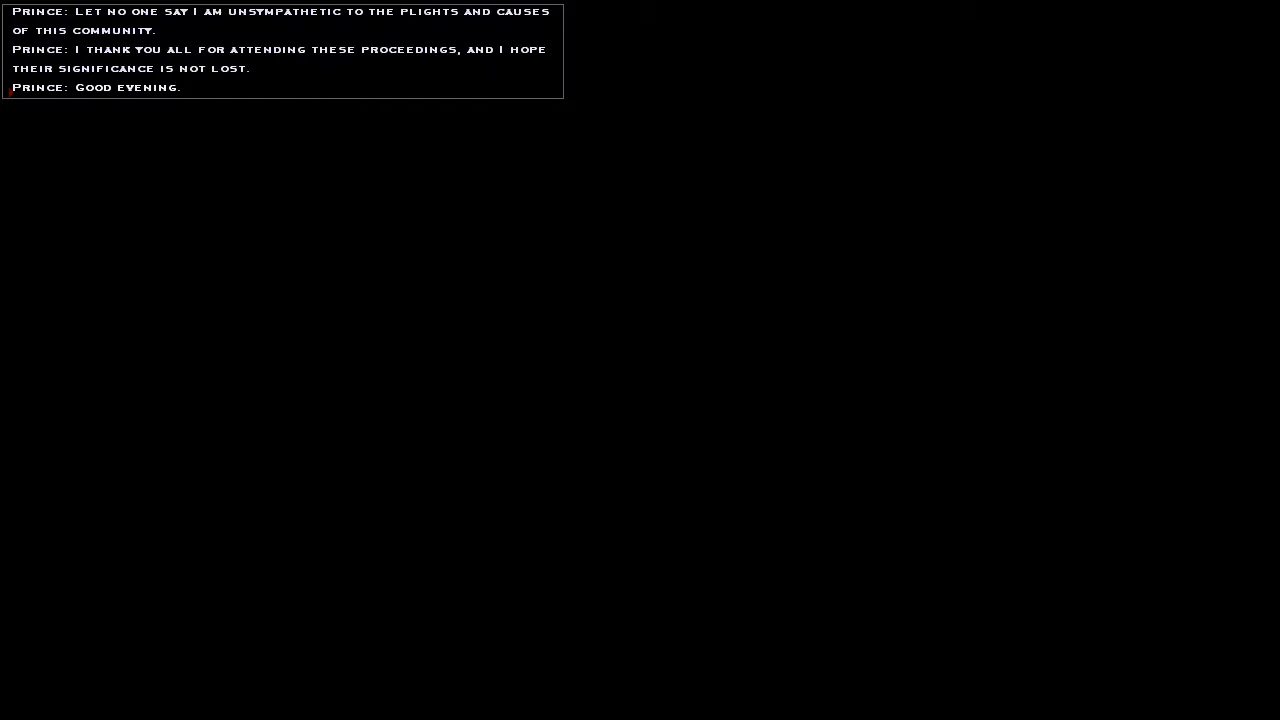 Prince: Let no one say I am unsympathetic to the plights and causes
of this community.
Prince: I thank you all for attending these proceedings, and I hope
their significance is not lost.
Prince: Good evening.